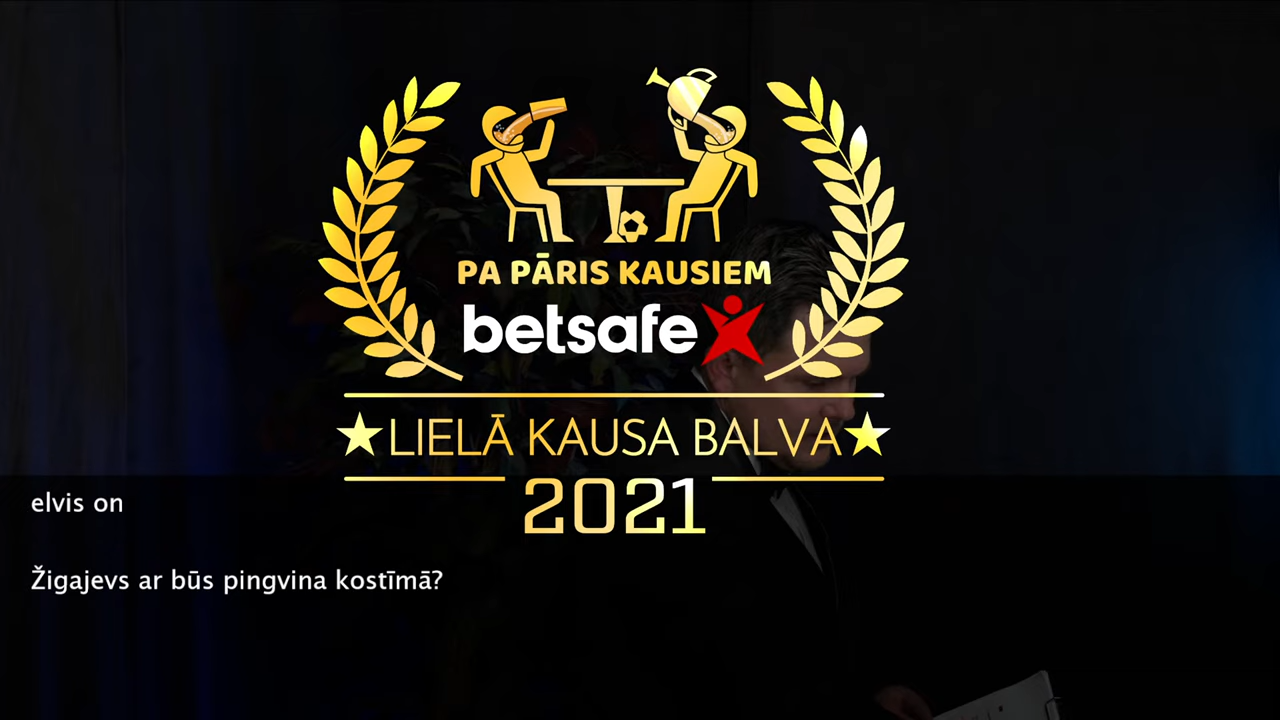 PA PĀRIS KAUSIEM
betsafe
LIELĀ KAUSA BALVA
2021
elvis on
Žigajevs ar būs pingvina kostīmā?